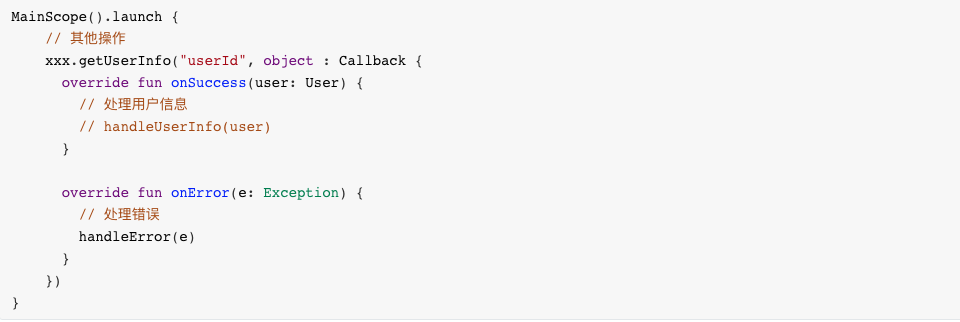 MainScope().launch {
    // 其他操作
    xxx.getUserInfo("userId", object : Callback {
      override fun onSuccess(user: User) {
        // 处理用户信息
        // handleUserInfo(user)
      }

      override fun onError(e: Exception) {
        // 处理错误
        handleError(e)
      }
    })
}